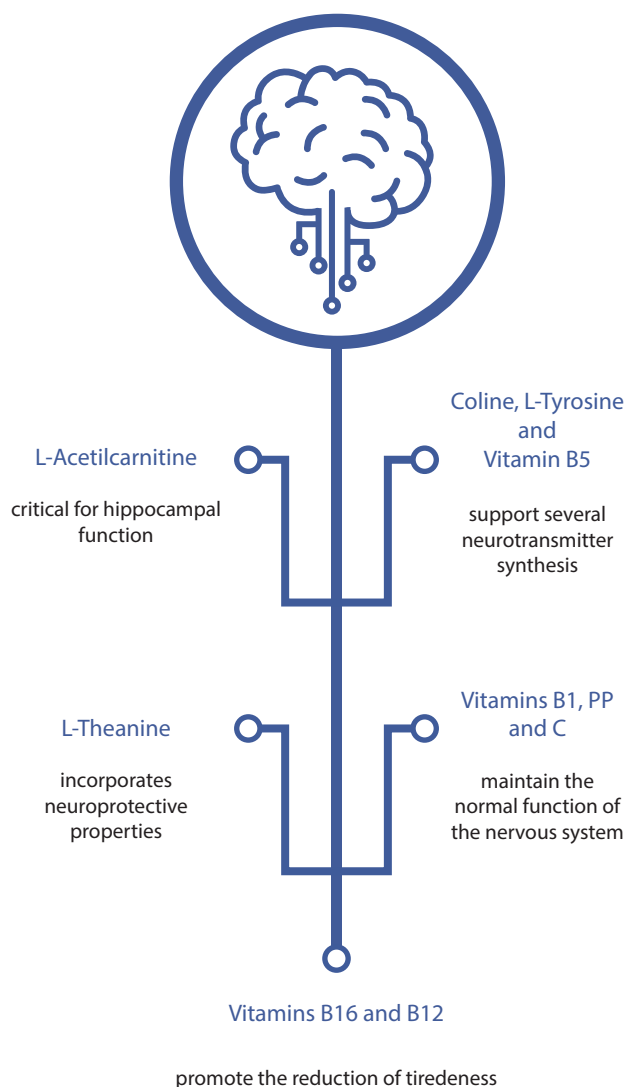 L-Acetilcarnitine
critical for hippocampal
function
Coline, L-Tyrosine
and
Vitamin B5
support several
neurotransmitter
synthesis
L-Theanine
incorporates
neuroprotective
properties
Vitamins B1, PP
and C
maintain the
normal function of
the nervous system
Vitamins B16 and B12
promote the reduction of tiredeness